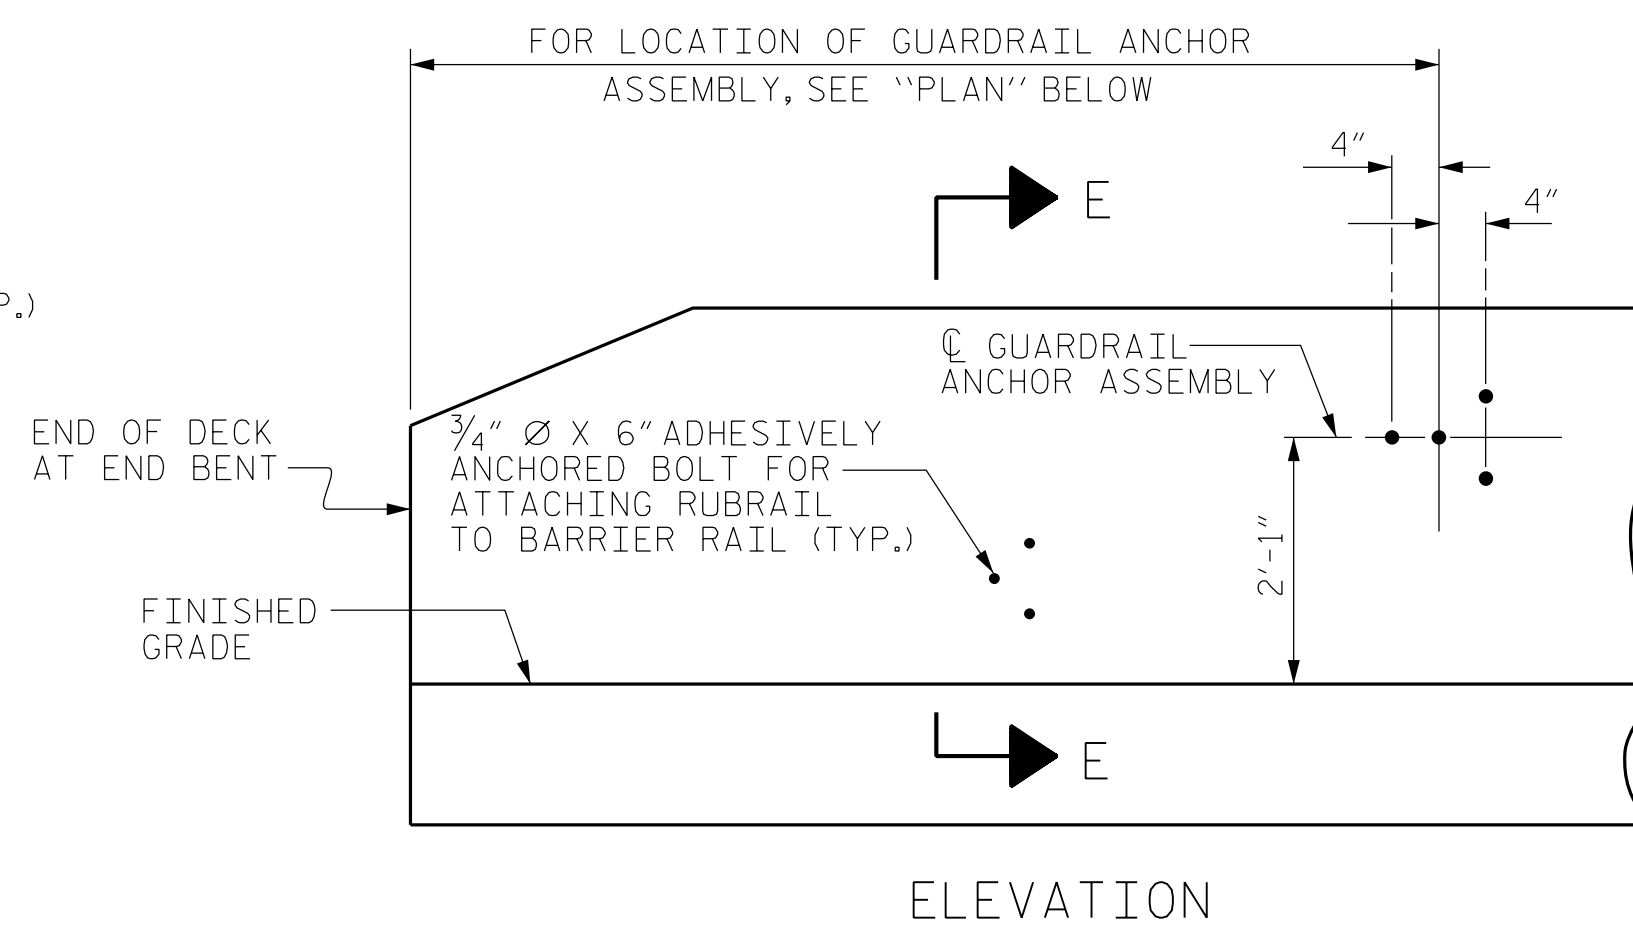 FOR LOCATION OF GUARDRAIL ANCHOR
ASSEMBLY, SEE "PLAN" BELOW
4"
4"
E
P.)
℄ GUARDRAIL
ANCHOR ASSEMBLY
END OF DECK
AT END BENT
3/4" Ø X 6" ADHESIVELY
ANCHORED BOLT FOR
ATTACHING RUBRAIL
TO BARRIER RAIL (TYP.)
2'-1"
FINISHED
GRADE
E
ELEVATION